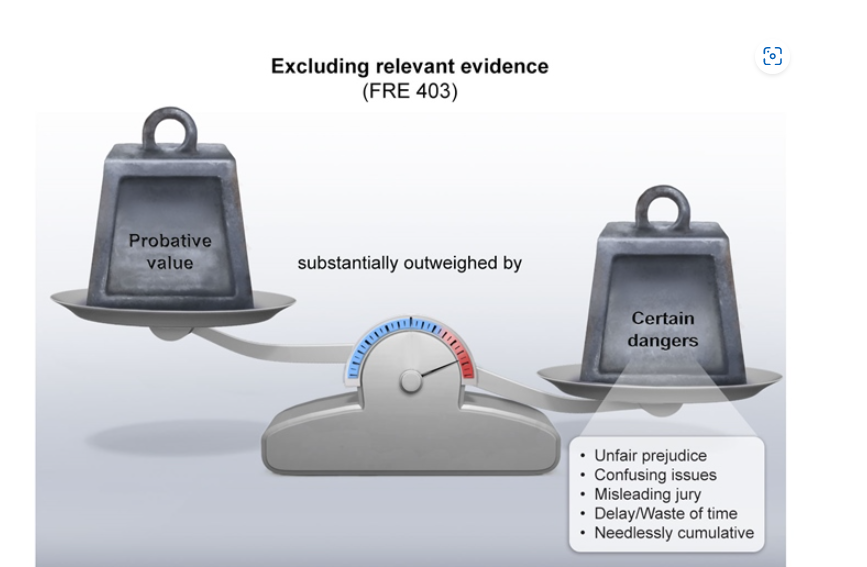 Excluding relevant evidence
(FRE 403)
Probative
value
substantially outweighed by
Certain
dangers
• Unfair prejudice
• Confusing issues
• Misleading jury
• Delay/Waste of time
• Needlessly cumulative